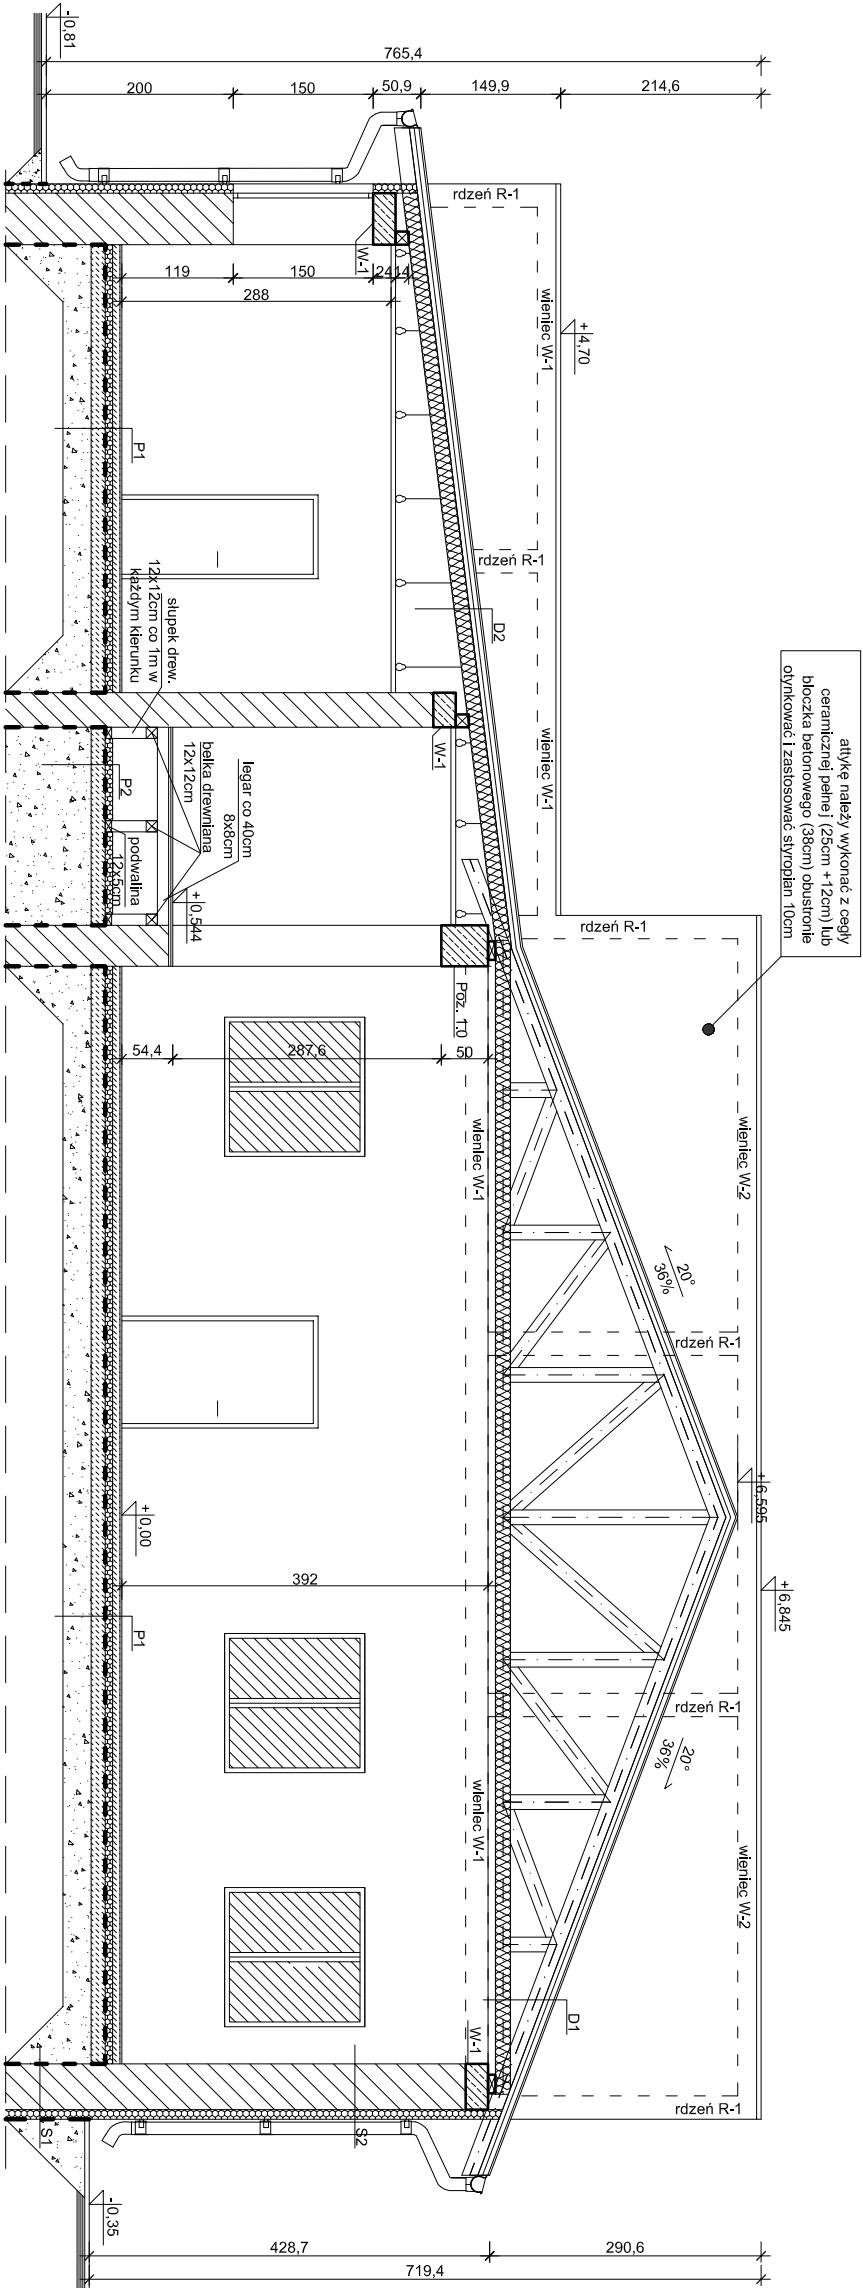 attykę należy wykonać z cegły
ceramicznej pełnej (25cm +12cm) lub
bloczka betonowego (38cm) obustronie
otynkować i zastosować styropian 10cm
-0,81
765,4
200
150
50,9
149,9
214,6
rdzeń R-1
wieniec W-1
+ 4,70
W-1
119
150
24
14
288
P1
rdzeń R-1
D2
słupek drew.
12x12cm co 1m w
każdym kierunku
wieniec W-1
W-1
P2
belka drewniana
12x12cm
legar co 40cm
8x8cm
podwalina
12x5cm
+0,544
rdzeń R-1
Poz. 1.0
54,4
287,6
50
wieniec W-1
wieniec W-2
20°
36%
rdzeń R-1
+ 6,595
+ 6,845
+0,00
392
P1
rdzeń R-1
20°
36%
wieniec W-1
wieniec W-2
D1
W-1
S1
S2
rdzeń R-1
-0,35
428,7
290,6
719,4